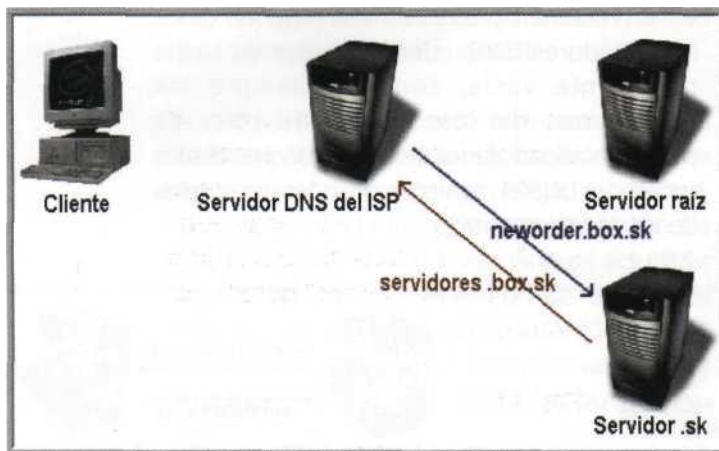 Cliente
Servidor DNS del ISP
Servidor raíz
neworder.box.sk
servidores .box.sk
Servidor .sk